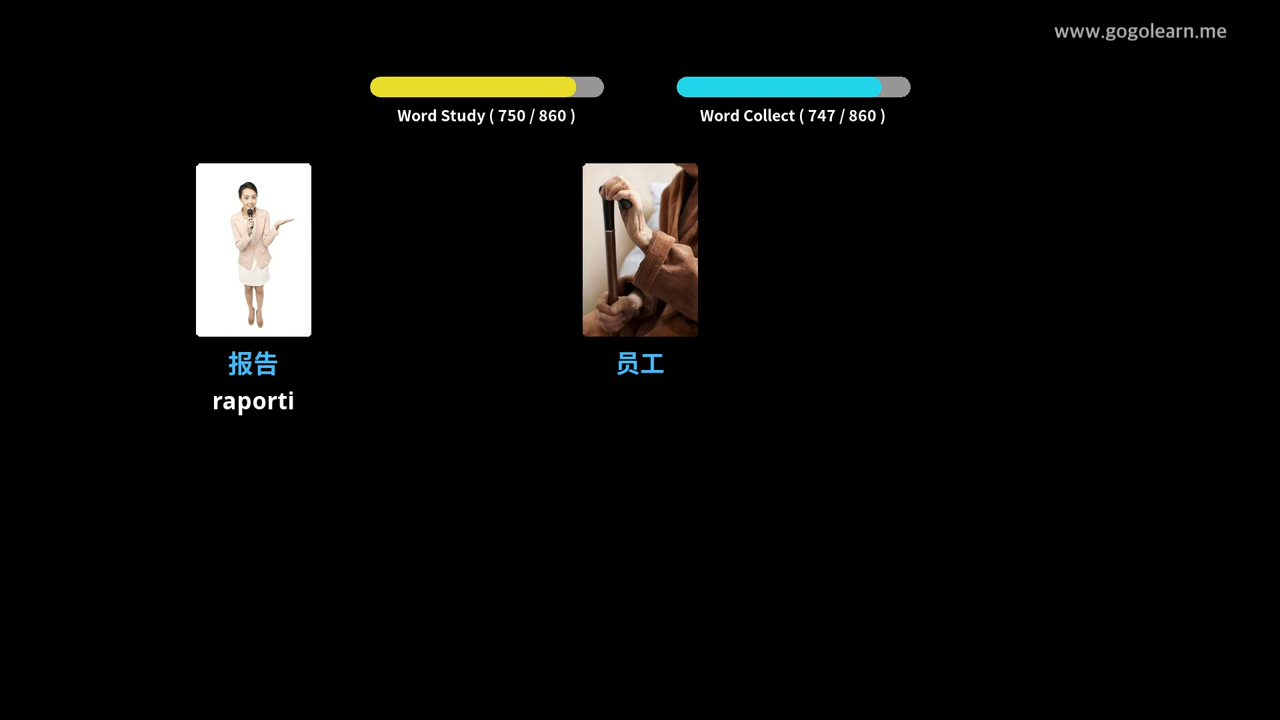 www.gogolearn.me
Word Study ( 750 / 860 )
Word Collect ( 747 / 860 )
报告
raporti
员工